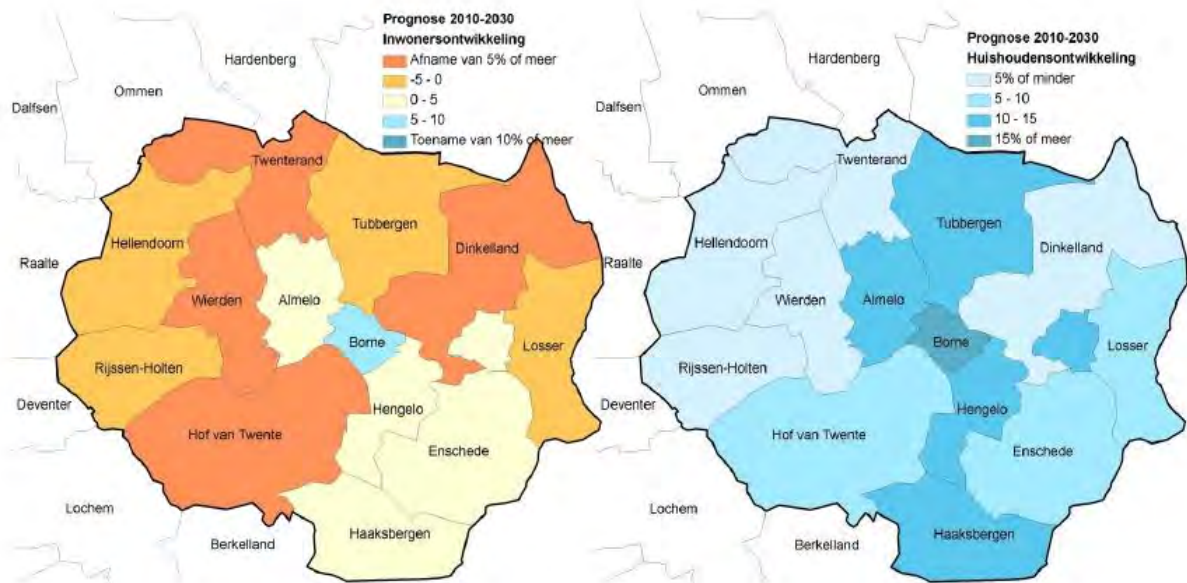 Prognose 2010-2030
Inwonersontwikkeling
Afname van 5% of meer
-5 - 0
0 - 5
5 - 10
Toename van 10% of meer
Hardenberg
Ommen
Dalfsen
Twenterand
Tubbergen
Hellendoorn
Dinkelland
Raalte
Wierden
Almelo
Borne
Losser
Rijssen-Holten
Deventer
Hengelo
Hof van Twente
Enschede
Lochem
Haaksbergen
Berkelland
Prognose 2010-2030
Huishoudensontwikkeling
5% of minder
5 - 10
10 - 15
15% of meer
Hardenberg
Ommen
Dalfsen
Twenterand
Tubbergen
Hellendoorn
Dinkelland
Raalte
Wierden
Almelo
Borne
Losser
Rijssen-Holten
Deventer
Hengelo
Hof van Twente
Enschede
Lochem
Haaksbergen
Berkelland